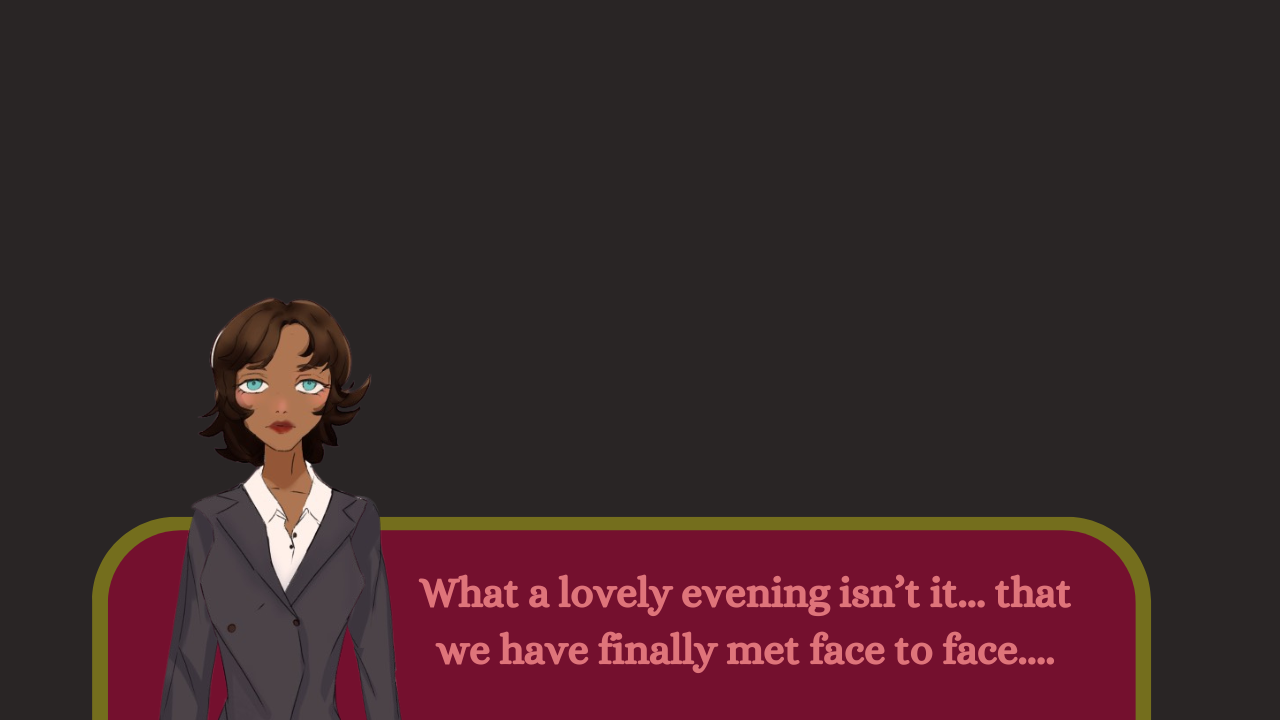 What a lovely evening isn’t it... that
we have finally met face to face....